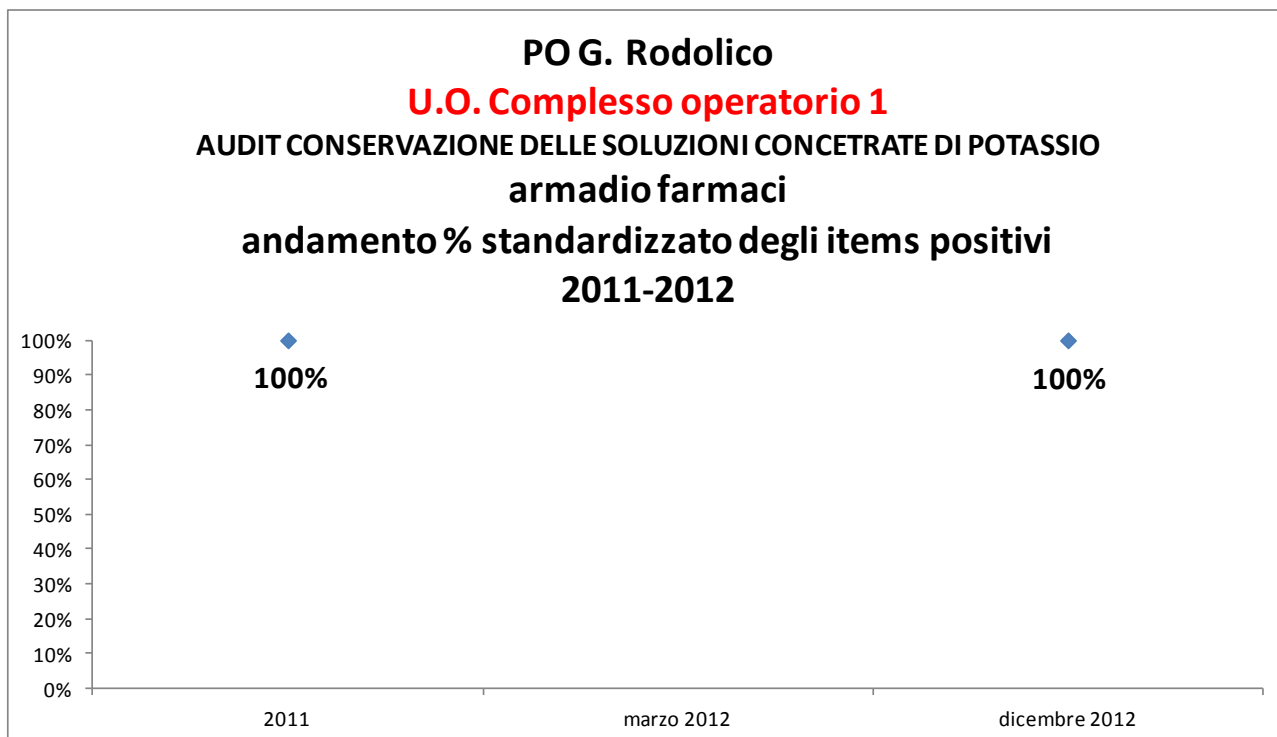 PO G. Rodolico
U.O. Complesso operatorio 1
AUDIT CONSERVAZIONE DELLE SOLUZIONI CONCETRATE DI POTASSIO
armadio farmaci
andamento % standardizzato degli items positivi
2011-2012
100%
90%
80%
70%
60%
50%
40%
30%
20%
10%
0%
100%
100%
2011
marzo 2012
dicembre 2012